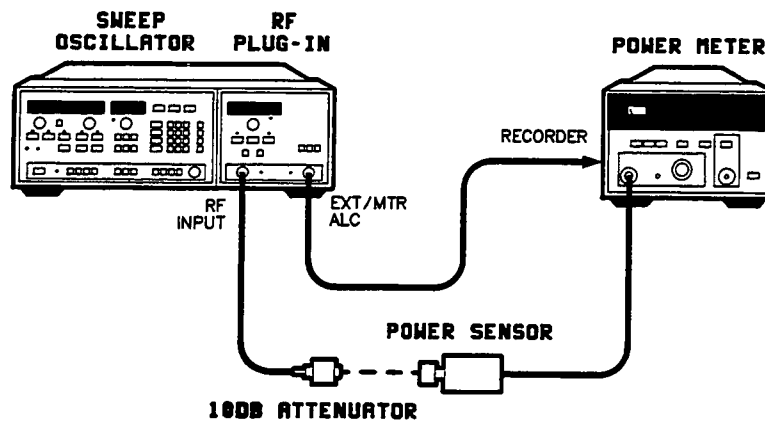 SWEEP
OSCILLATOR
RF
PLUG-IN
POWER METER
RECORDER
RF
INPUT
EXT/MTR
ALC
POWER SENSOR
10DB ATTENUATOR